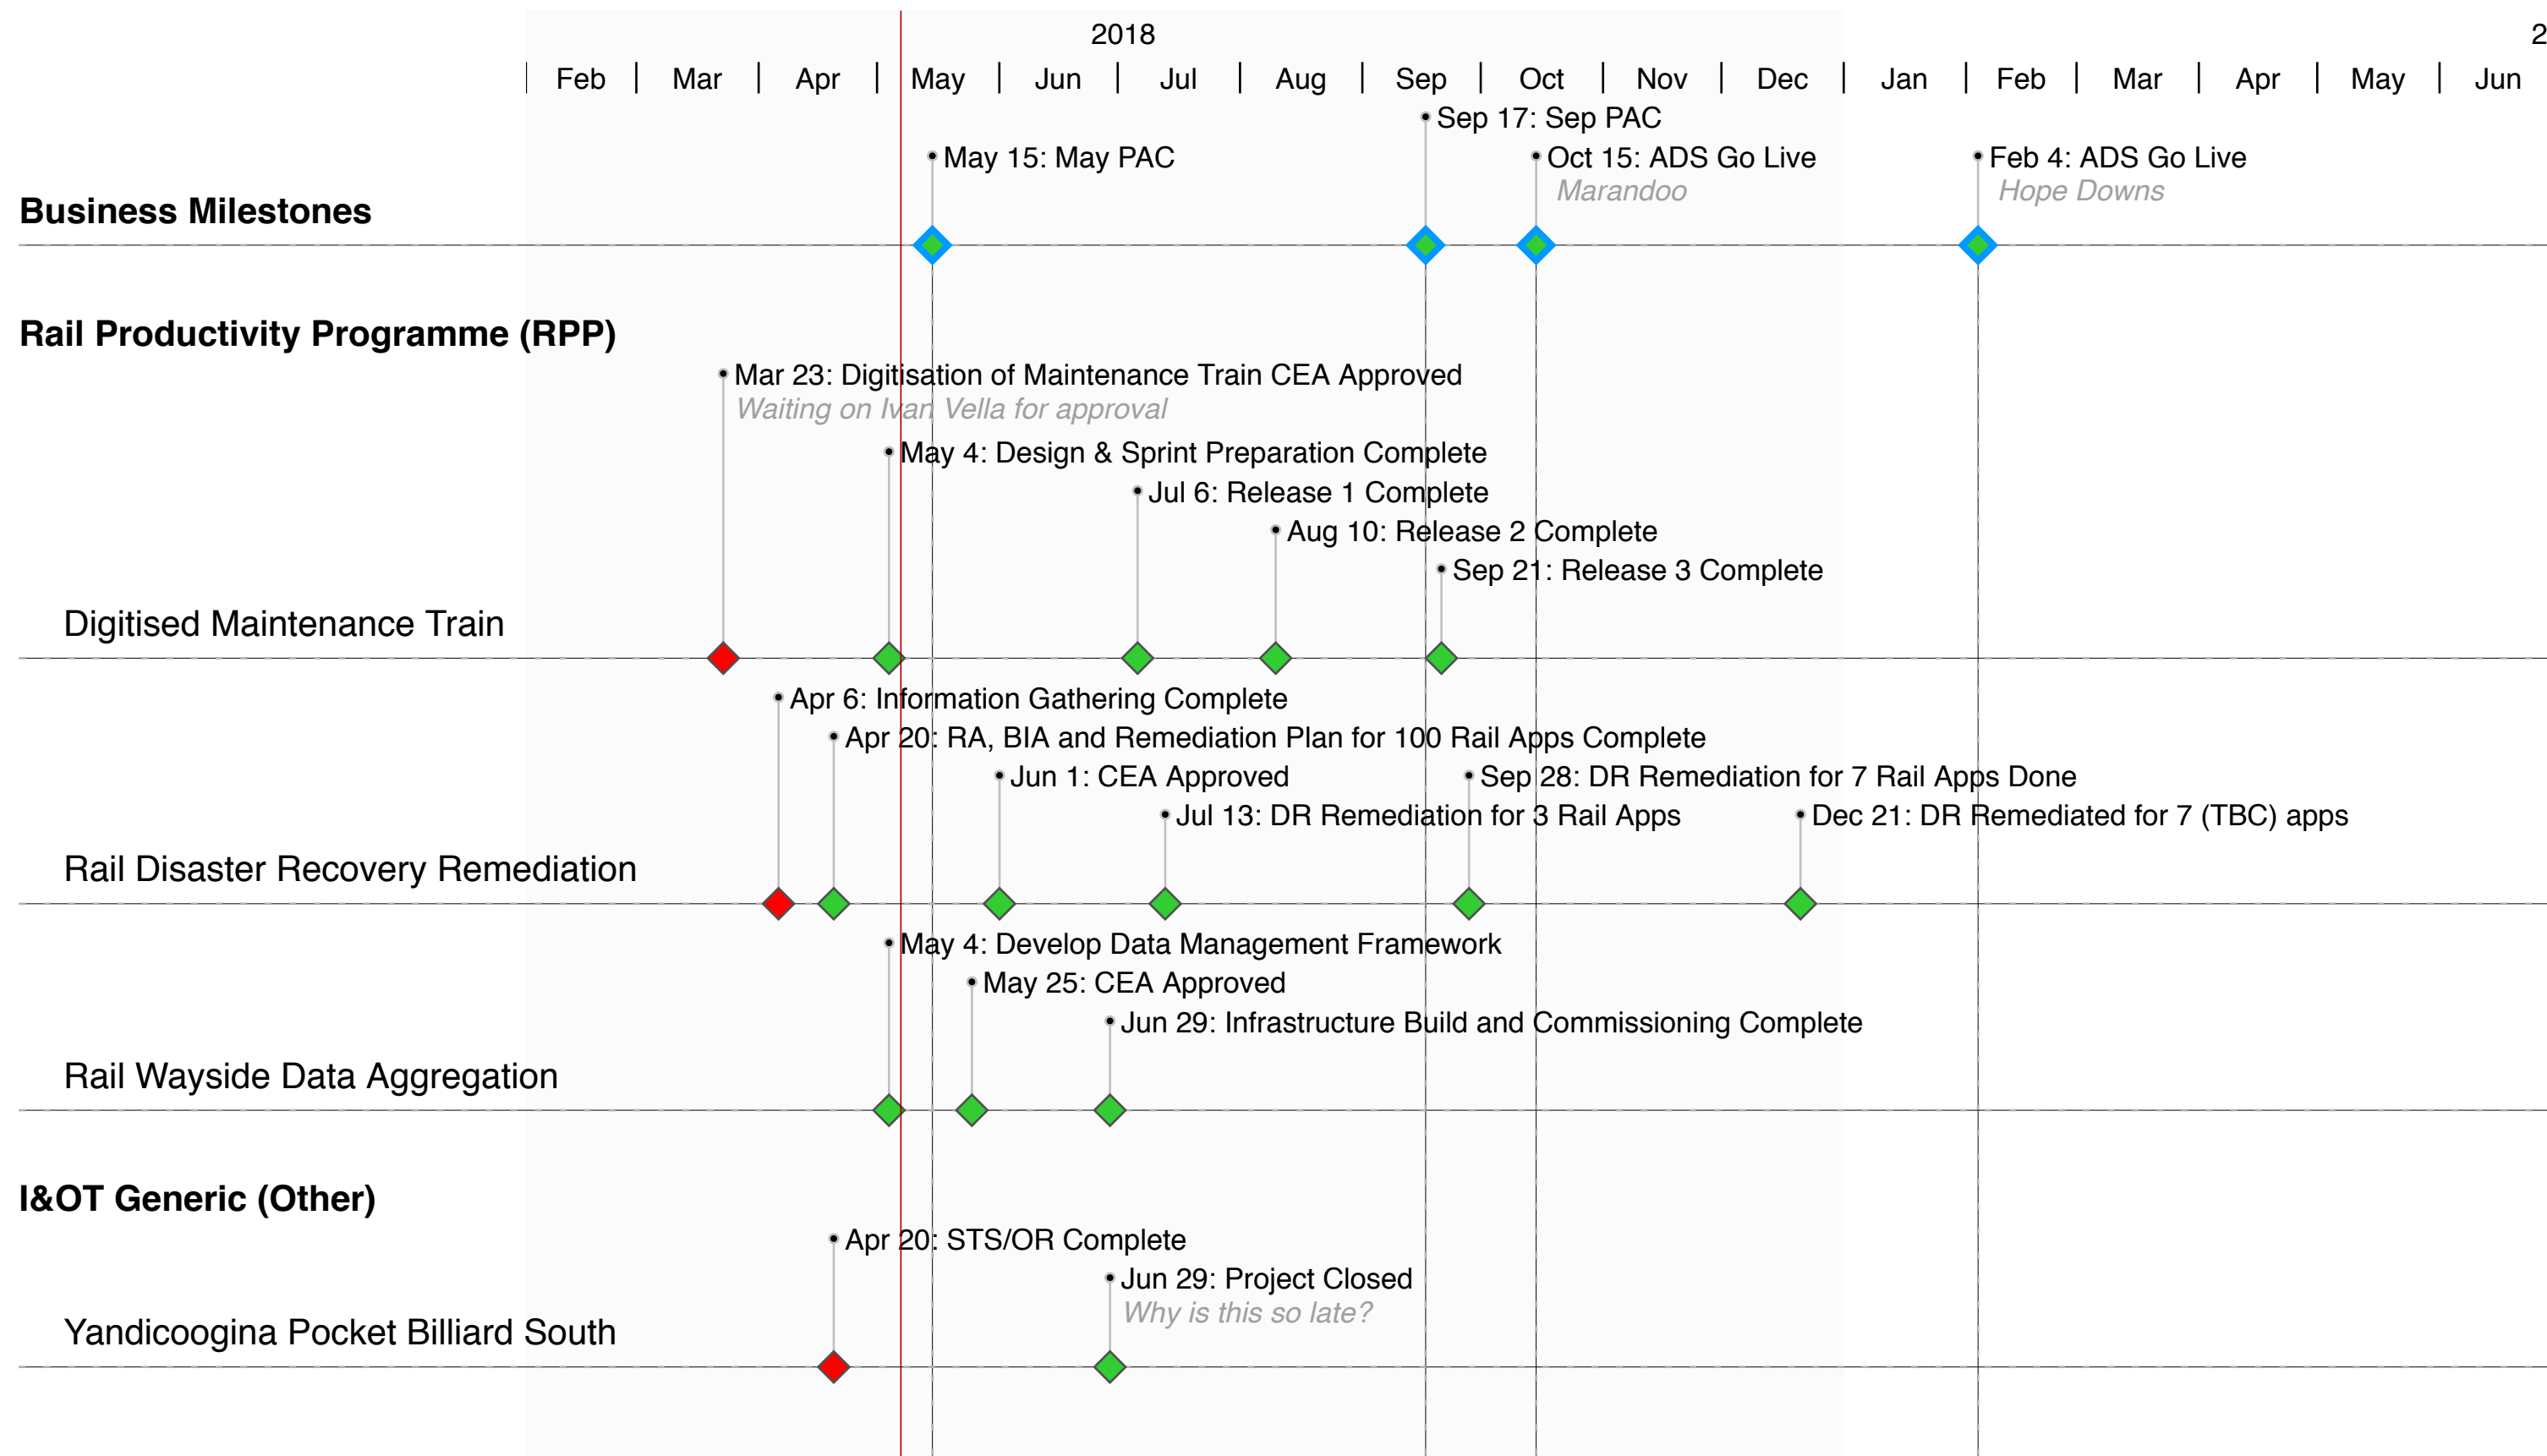 2018
2
Feb Mar Apr May Jun Jul Aug Sep Oct Nov Dec Jan Feb Mar Apr May Jun
Sep 17: Sep PAC
May 15: May PAC
Oct 15: ADS Go Live
Marandoo
Feb 4: ADS Go Live
Hope Downs
Business Milestones
Rail Productivity Programme (RPP)
Mar 23: Digitisation of Maintenance Train CEA Approved
Waiting on Ivan Vella for approval
May 4: Design & Sprint Preparation Complete
Jul 6: Release 1 Complete
Aug 10: Release 2 Complete
Sep 21: Release 3 Complete
Digitised Maintenance Train
Apr 6: Information Gathering Complete
Apr 20: RA, BIA and Remediation Plan for 100 Rail Apps Complete
Jun 1: CEA Approved
Sep 28: DR Remediation for 7 Rail Apps Done
Jul 13: DR Remediation for 3 Rail Apps
Dec 21: DR Remediated for 7 (TBC) apps
Rail Disaster Recovery Remediation
May 4: Develop Data Management Framework
May 25: CEA Approved
Jun 29: Infrastructure Build and Commissioning Complete
Rail Wayside Data Aggregation
I&OT Generic (Other)
Apr 20: STS/OR Complete
Jun 29: Project Closed
Why is this so late?
Yandicoogina Pocket Billiard South